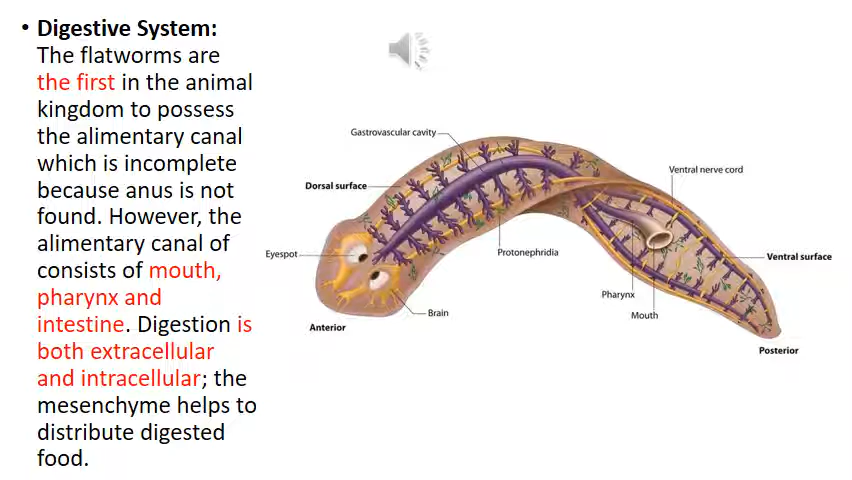 • Digestive System:
The flatworms are
the first in the animal
kingdom to possess
the alimentary canal
which is incomplete
because anus is not
found. However, the
alimentary canal of
consists of mouth,
pharynx and
intestine. Digestion is
both extracellular
and intracellular; the
mesenchyme helps to
distribute digested
food.
Gastrovascular cavity
Ventral nerve cord
Dorsal surface
Eyespot
Protonephridia
Ventral surface
Pharynx
Brain
Mouth
Anterior
Posterior